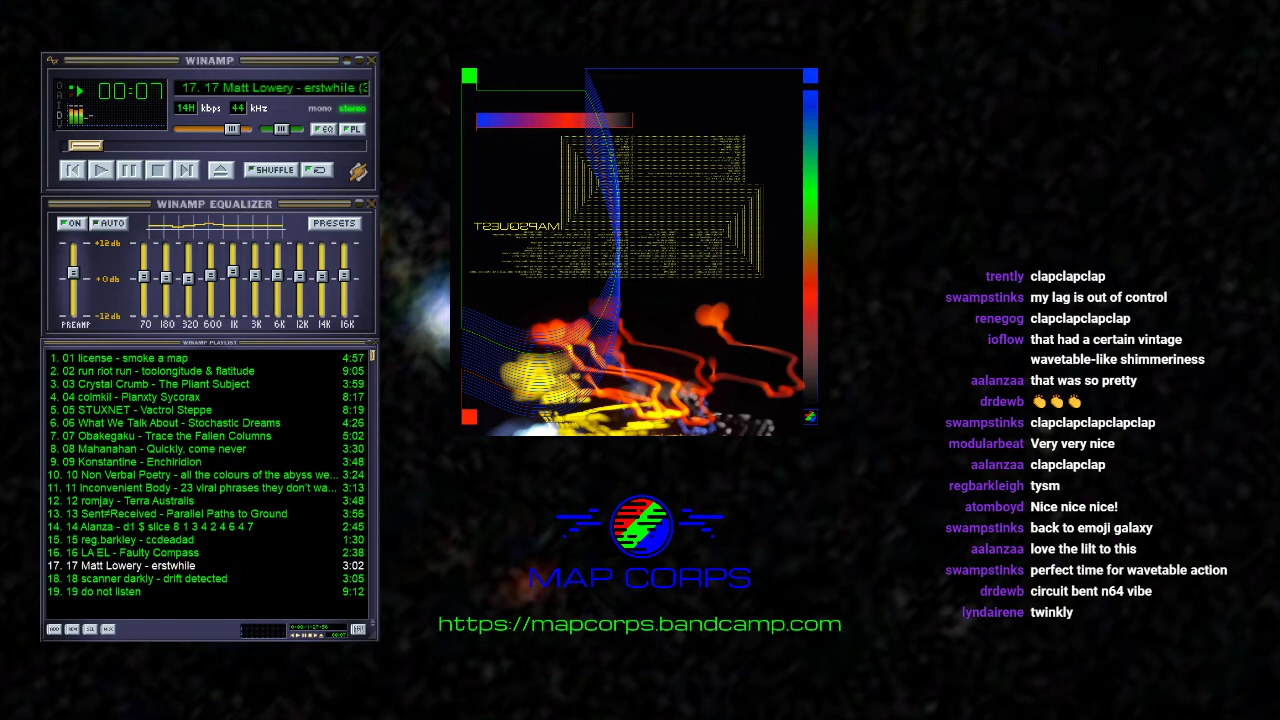 WINAMP
00:07
17. 17 Matt Lowery - erstwhile (3
14H kbps 44 kHz mono stereo
EQ PL
SHUFFLE
WINAMP EQUALIZER
ON AUTO PRESETS
+12db
+0db
-12db
PREAMP 70 180 320 600 1K 3K 6K 12K 14K 16K
WINAMP PLAYLIST
1. 01 license - smoke a map 4:57
2. 02 run riot run - toolongitude & flatitude 9:05
3. 03 Crystal Crumb - The Pliant Subject 3:59
4. 04 colmkil - Planxty Sycorax 8:17
5. 05 STUXNET - Vactrol Steppe 8:19
6. 06 What We Talk About - Stochastic Dreams 4:26
7. 07 Obakegaku - Trace the Fallen Columns 5:02
8. 08 Mahanahan - Quickly, come never 3:30
9. 09 Konstantine - Enchiridion 3:48
10. 10 Non Verbal Poetry - all the colours of the abyss we... 3:24
11. 11 Inconvenient Body - 23 viral phrases they don't wa... 3:13
12. 12 romjay - Terra Australis 3:48
13. 13 Sent≠Received - Parallel Paths to Ground 3:56
14. 14 Alanza - d1 $ slice 8 1 3 4 2 4 6 4 7 2:45
15. 15 reg.barkley - ccdeadad 1:30
16. 16 LA EL - Faulty Compass 2:38
17. 17 Matt Lowery - erstwhile 3:02
18. 18 scanner darkly - drift detected 3:05
19. 19 do not listen 9:12
MAPSQUEST
MAP CORPS
https://mapcorps.bandcamp.com
trently clapclapclap
swampstinks my lag is out of control
renegog clapclapclapclap
ioflow that had a certain vintage
wavetable-like shimmeriness
aalanzaa that was so pretty
drdewb 👏 👏 👏
swampstinks clapclapclapclapclap
modularbeat Very very nice
aalanzaa clapclapclap
regbarkleigh tysm
atomboyd Nice nice nice!
swampstinks back to emoji galaxy
aalanzaa love the lilt to this
swampstinks perfect time for wavetable action
drdewb circuit bent n64 vibe
lyndairene twinkly